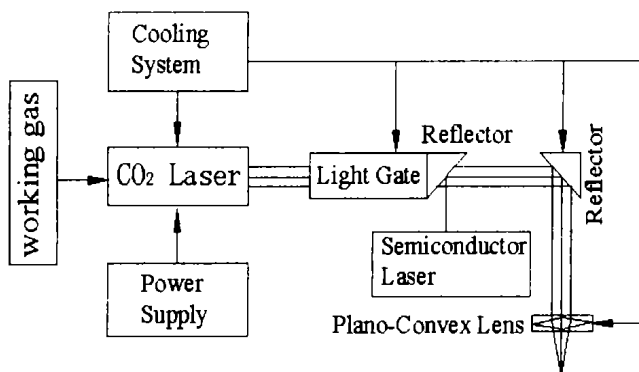 Cooling
System
working gas
CO₂ Laser
Light Gate
Reflector
Reflector
Semiconductor
Laser
Power
Supply
Plano-Convex Lens